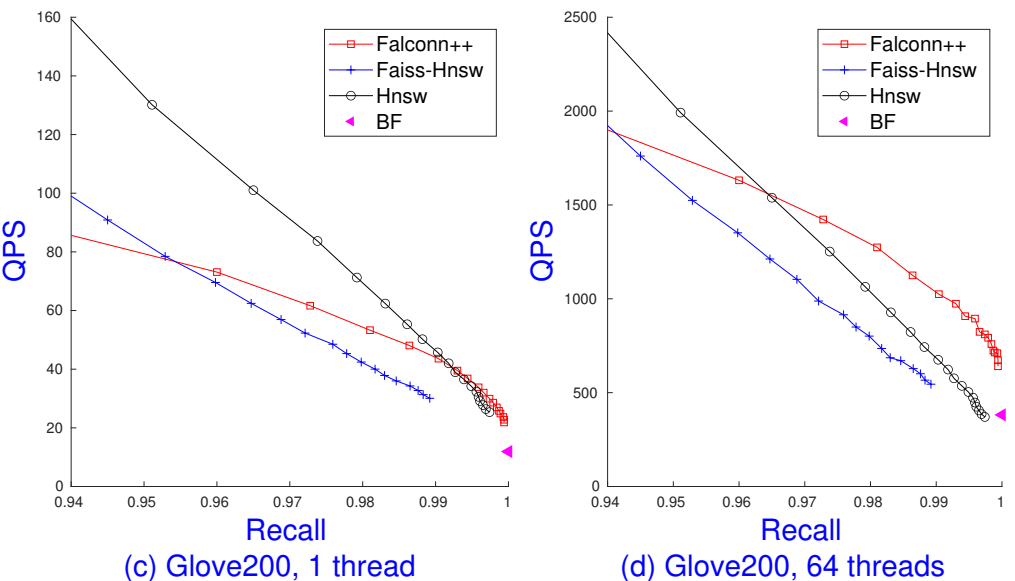 160
140
120
100
80
60
40
20
0
QPS
Falconn++
Faiss-Hnsw
Hnsw
BF
0.94 0.95 0.96 0.97 0.98 0.99 1
Recall
(c) Glove200, 1 thread
2500
2000
1500
1000
500
0
QPS
Falconn++
Faiss-Hnsw
Hnsw
BF
0.94 0.95 0.96 0.97 0.98 0.99 1
Recall
(d) Glove200, 64 threads